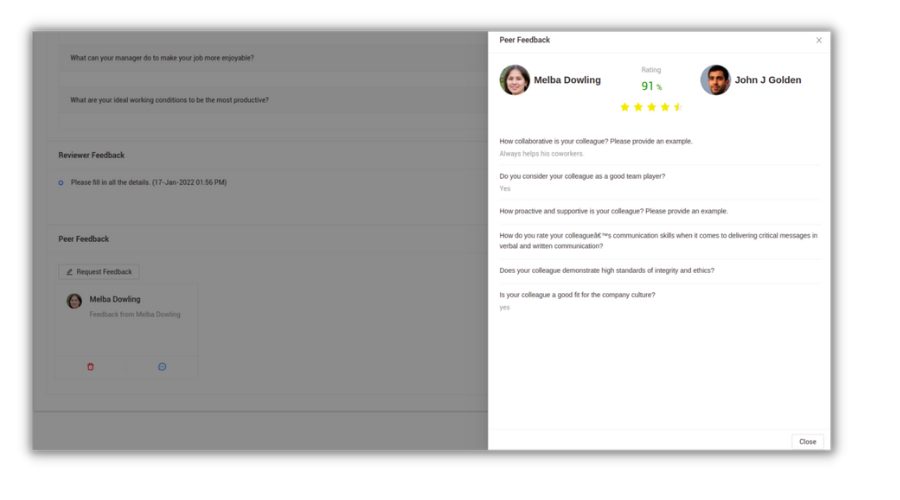 What can your manager do to make your job more enjoyable?
What are your ideal working conditions to be the most productive?
Reviewer Feedback
Please fill in all the details. (17-Jan-2022 01:56 PM)
Peer Feedback
Request Feedback
Melba Dowling
Feedback from Melba Dowling
Peer Feedback
Melba Dowling
Rating
91 %
John J Golden
How collaborative is your colleague? Please provide an example.
Always helps his coworkers.
Do you consider your colleague as a good team player?
Yes
How proactive and supportive is your colleague? Please provide an example.
How do you rate your colleagueâ€™s communication skills when it comes to delivering critical messages in
verbal and written communication?
Does your colleague demonstrate high standards of integrity and ethics?
Is your colleague a good fit for the company culture?
yes
Close